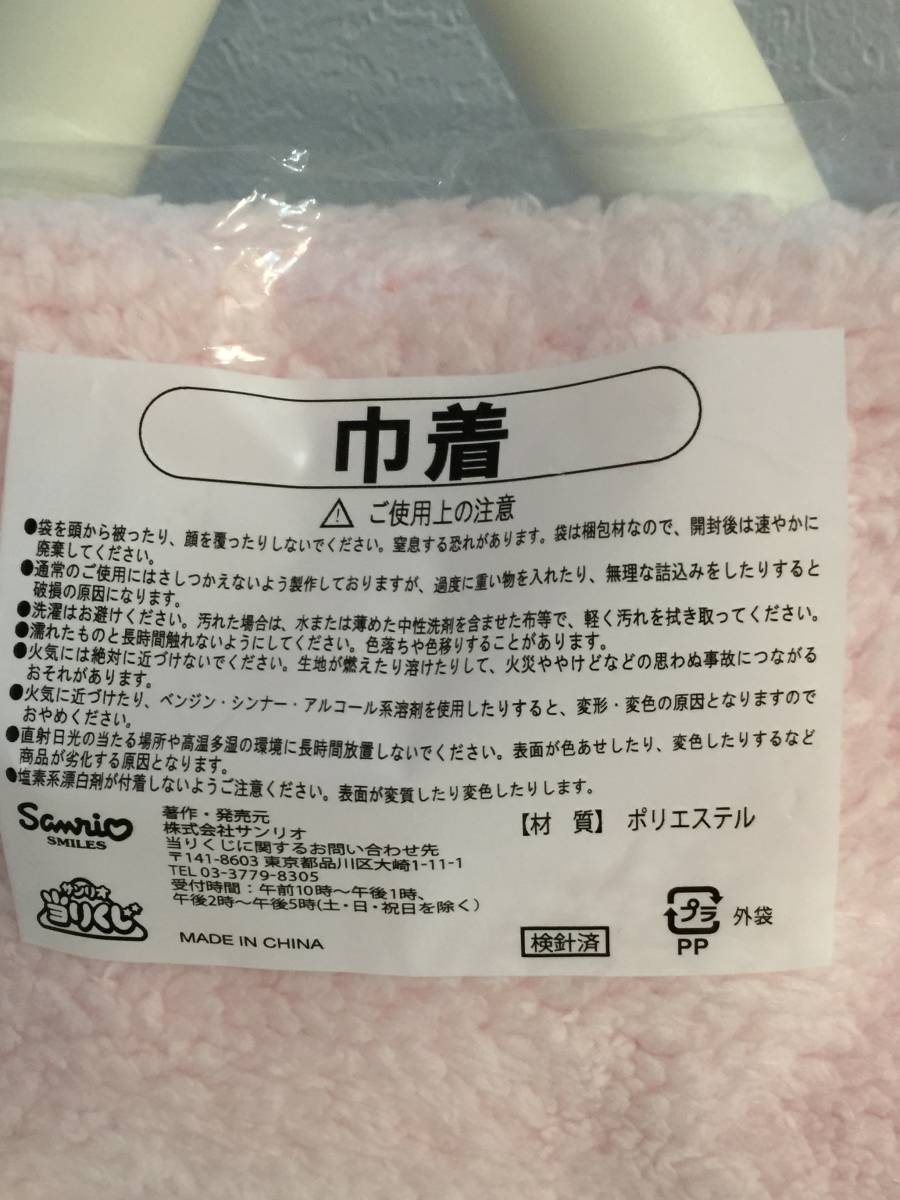 巾着
⚠ ご使用上の注意
●袋を頭から被ったり、顔を覆ったりしないでください。窒息する恐れがあります。袋は梱包材なので、開封後は速やかに
廃棄してください。
●通常のご使用にはさしつかえないよう製作しておりますが、過度に重い物を入れたり、無理な詰込みをしたりすると
破損の原因になります。
●洗濯はお避けください。汚れた場合は、水または薄めた中性洗剤を含ませた布等で、軽く汚れを拭き取ってください。
●濡れたものと長時間触れないようにしてください。色落ちや色移りすることがあります。
●火気には絶対に近づけないでください。生地が燃えたり溶けたりして、火災ややけどなどの思わぬ事故につながる
おそれがあります。
●火気に近づけたり、ベンジン・シンナー・アルコール系溶剤を使用したりすると、変形・変色の原因となりますので
おやめください。
●直射日光の当たる場所や高温多湿の環境に長時間放置しないでください。表面が色あせしたり、変色したりするなど
商品が劣化する原因となります。
●塩素系漂白剤が付着しないようご注意ください。表面が変質したり変色したりします。
Sanrio
SMILES
サンリオ
当りくじ
著作・発売元
株式会社サンリオ
当りくじに関するお問い合わせ先
〒141-8603 東京都品川区大崎1-11-1
TEL 03-3779-8305
受付時間：午前10時～午後1時、
午後2時～午後5時(土・日・祝日を除く)
MADE IN CHINA
【材 質】 ポリエステル
検針済
プラ 外袋
PP